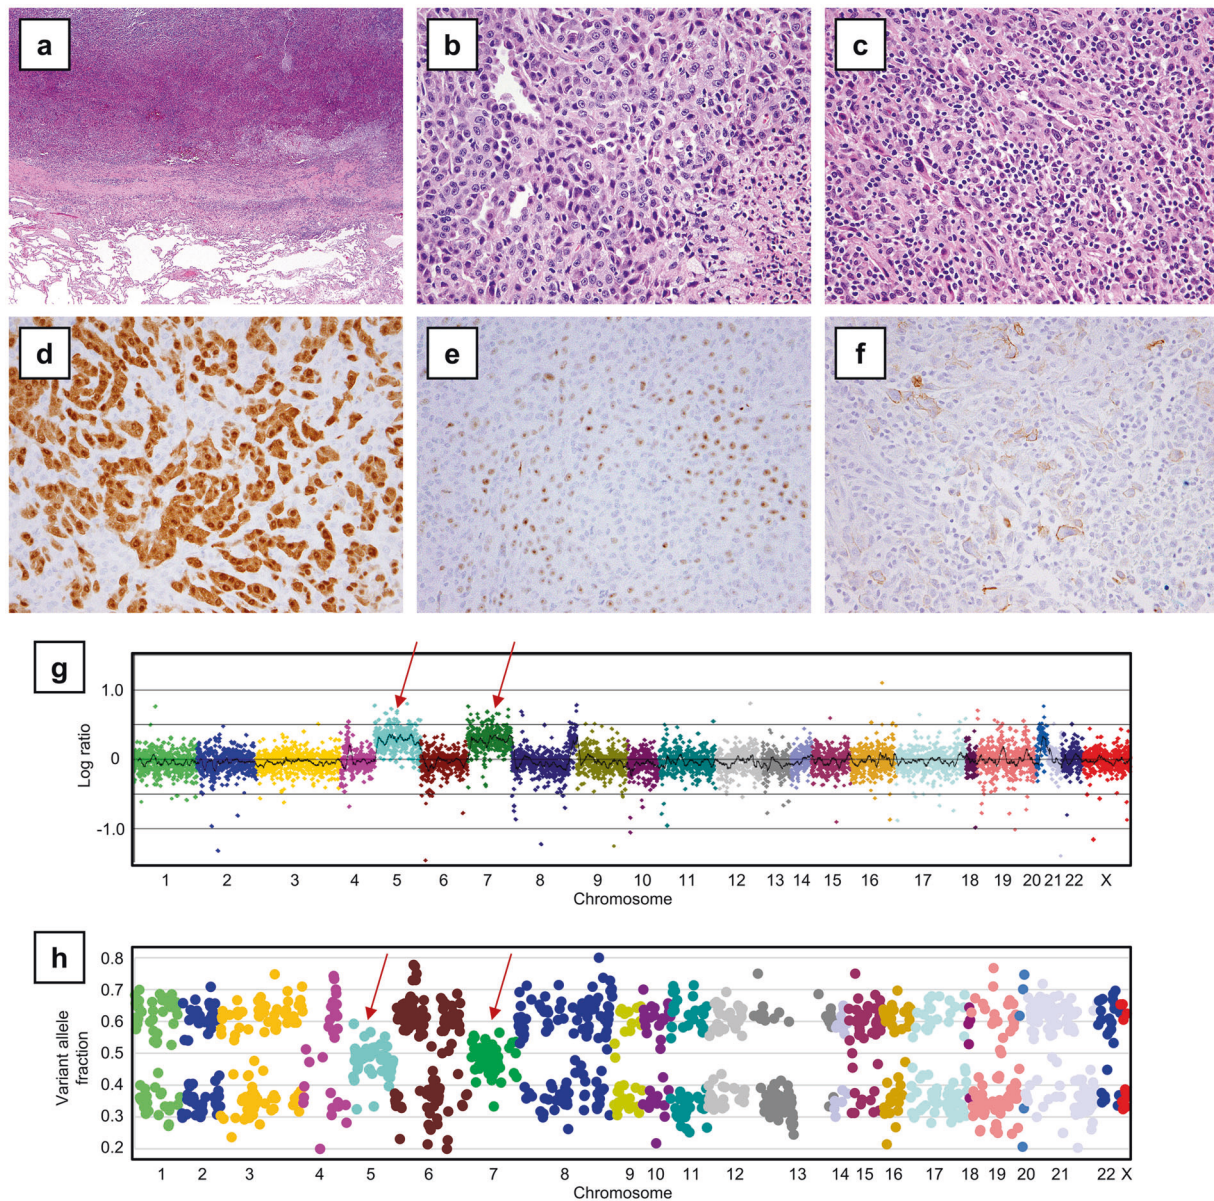 a
b
c
d
e
f
g
1.0
0
-1.0
Log ratio
1 2 3 4 5 6 7 8 9 10 11 12 13 14 15 16 17 18 19 20 21 22 X
Chromosome
h
0.8
0.7
0.6
0.5
0.4
0.3
0.2
Variant allele
fraction
1 2 3 4 5 6 7 8 9 10 11 12 13 14 15 16 17 18 19 20 21 22 X
Chromosome